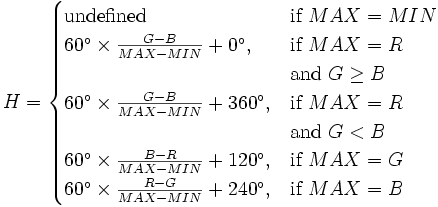 undefined if MAX = MIN
60° × G−B / MAX−MIN + 0°, if MAX = R
and G ≥ B
H = 60° × G−B / MAX−MIN + 360°, if MAX = R
and G < B
60° × B−R / MAX−MIN + 120°, if MAX = G
60° × R−G / MAX−MIN + 240°, if MAX = B